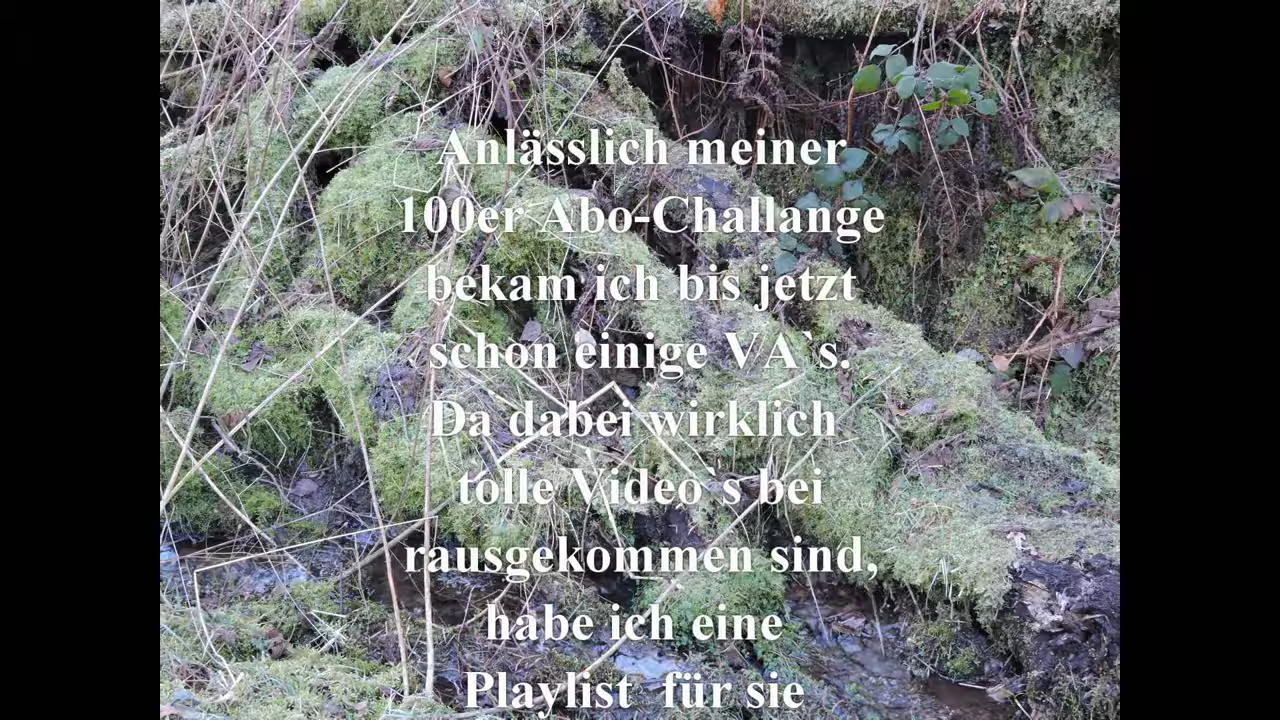 Anlässlich meiner
100er Abo-Challange
bekam ich bis jetzt
schon einige VA`s.
Da dabei wirklich
tolle Video`s bei
rausgekommen sind,
habe ich eine
Playlist für sie